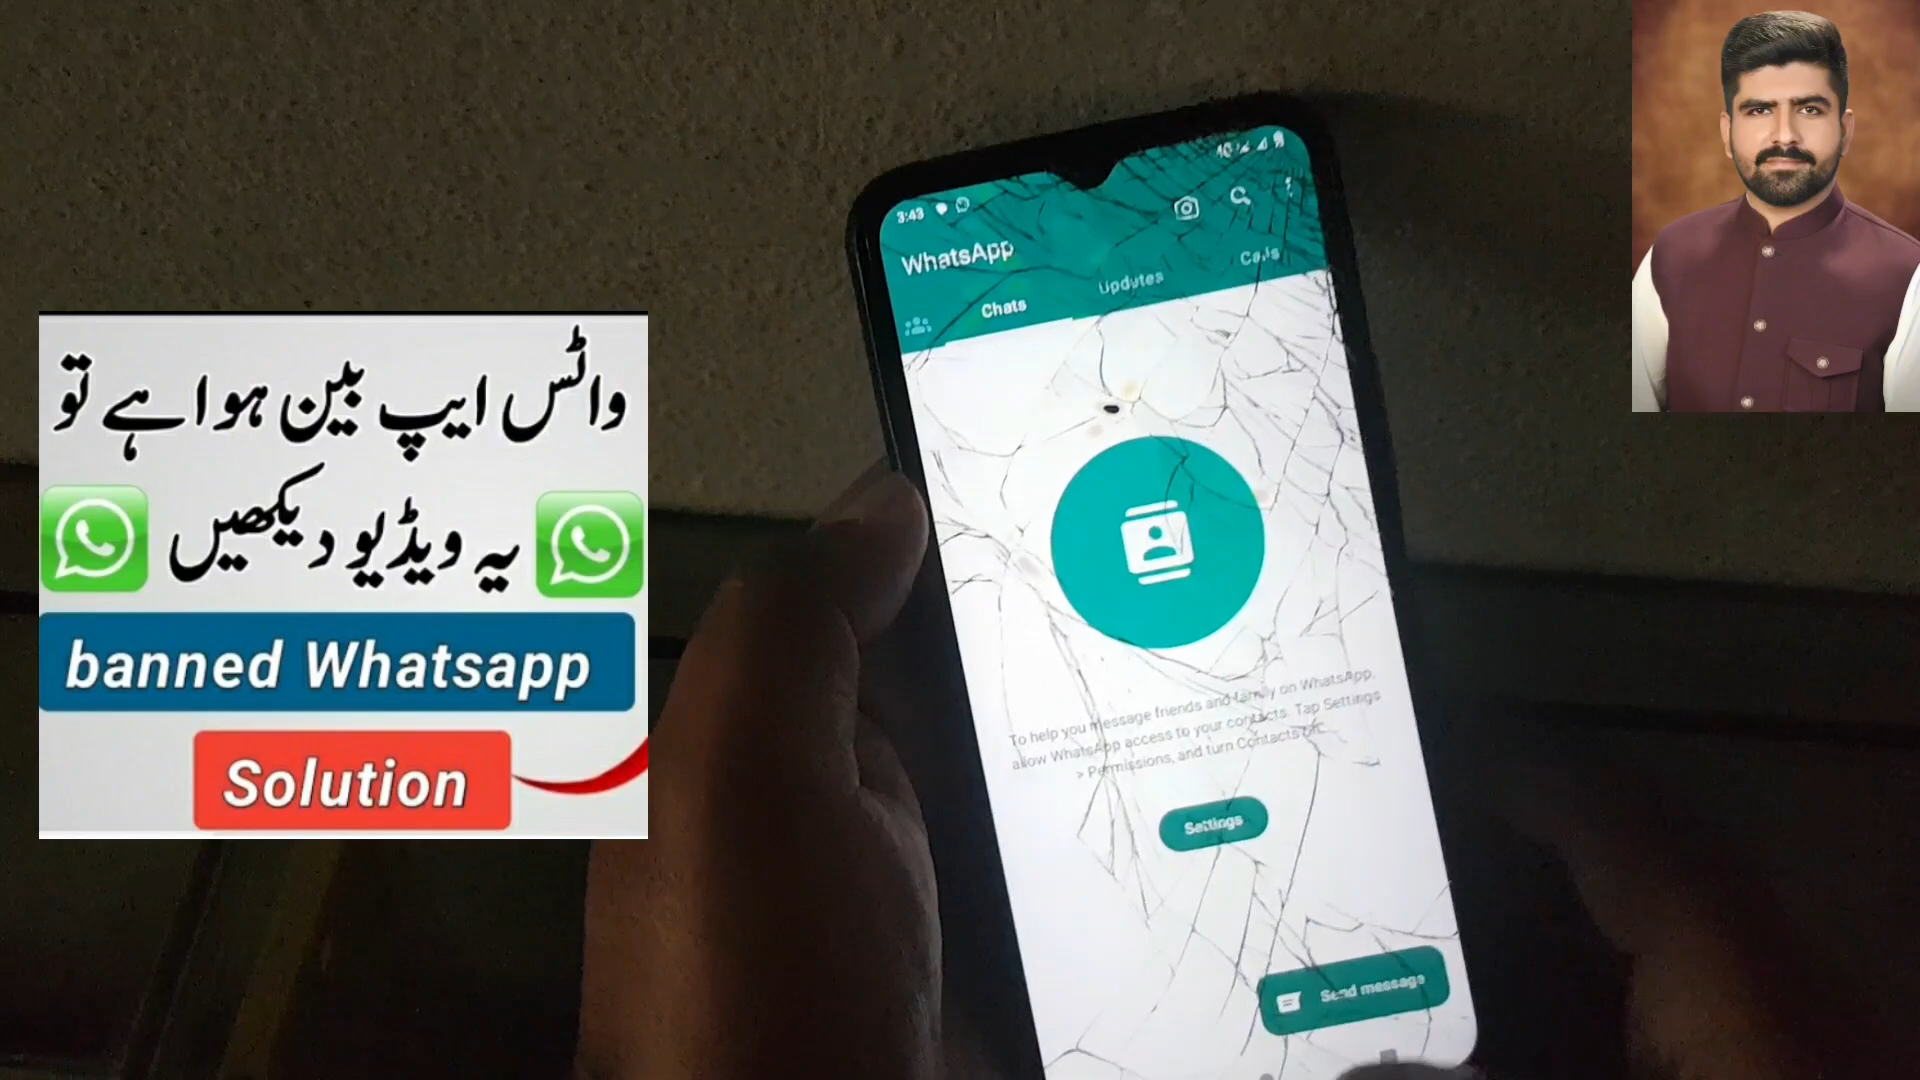 واٹس ایپ بین ہوا ہے تو
یہ ویڈیو دیکھیں
banned Whatsapp
Solution
3:43
4G
WhatsApp
Chats
Updates
Calls
To help you message friends and family on WhatsApp,
allow WhatsApp access to your contacts. Tap Settings
> Permissions, and turn Contacts on.
Settings
Send message